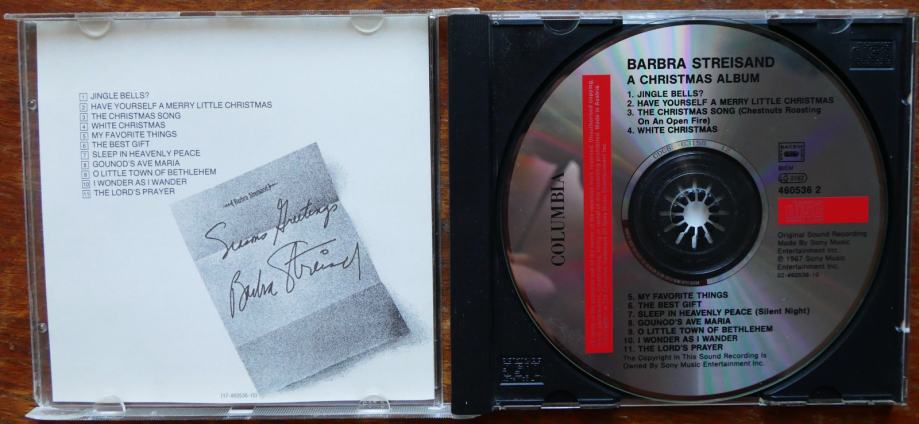 1 JINGLE BELLS?
2 HAVE YOURSELF A MERRY LITTLE CHRISTMAS
3 THE CHRISTMAS SONG
4 WHITE CHRISTMAS
5 MY FAVORITE THINGS
6 THE BEST GIFT
7 SLEEP IN HEAVENLY PEACE
8 GOUNOD'S AVE MARIA
9 O LITTLE TOWN OF BETHLEHEM
10 I WONDER AS I WANDER
11 THE LORD'S PRAYER
Barbra Streisand
Seasons Greetings
Barbra Streisand
(17-460536-10)
BARBRA STREISAND
A CHRISTMAS ALBUM
1. JINGLE BELLS?
2. HAVE YOURSELF A MERRY LITTLE CHRISTMAS
3. THE CHRISTMAS SONG (Chestnuts Roasting
On An Open Fire)
4. WHITE CHRISTMAS
COLUMBIA
BIEM
460536 2
Original Sound Recording
Made By Sony Music
Entertainment Inc.
℗ 1967 Sony Music
Entertainment Inc.
02-460536-10
5. MY FAVORITE THINGS
6. THE BEST GIFT
7. SLEEP IN HEAVENLY PEACE (Silent Night)
8. GOUNOD'S AVE MARIA
9. O LITTLE TOWN OF BETHLEHEM
10. I WONDER AS I WANDER
11. THE LORD'S PRAYER
The Copyright In This Sound Recording Is
Owned By Sony Music Entertainment Inc.